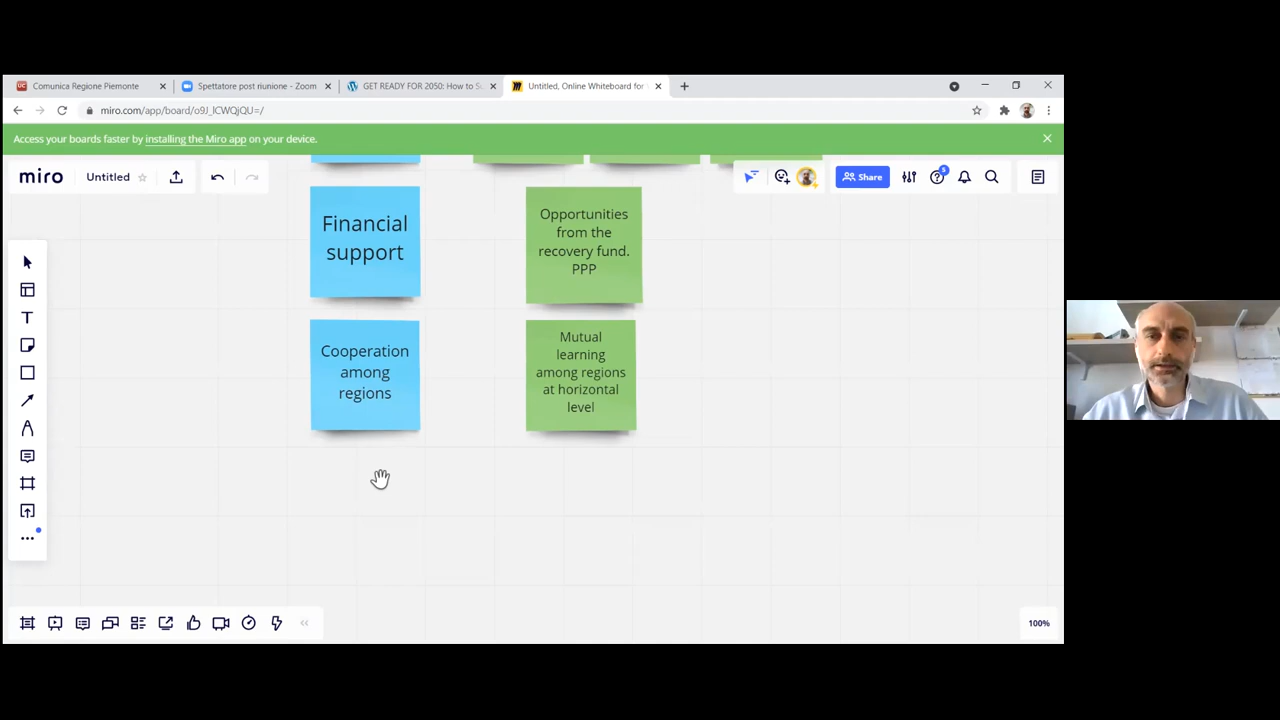 Comunica Regione Piemonte
Spettatore post riunione - Zoom
GET READY FOR 2050: How to S
Untitled, Online Whiteboard for
miro.com/app/board/o9J_lCWQjQU=/
Access your boards faster by installing the Miro app on your device.
miro
Untitled
Share
5
Financial
support
Opportunities
from the
recovery fund.
PPP
Cooperation
among
regions
Mutual
learning
among regions
at horizontal
level
100%